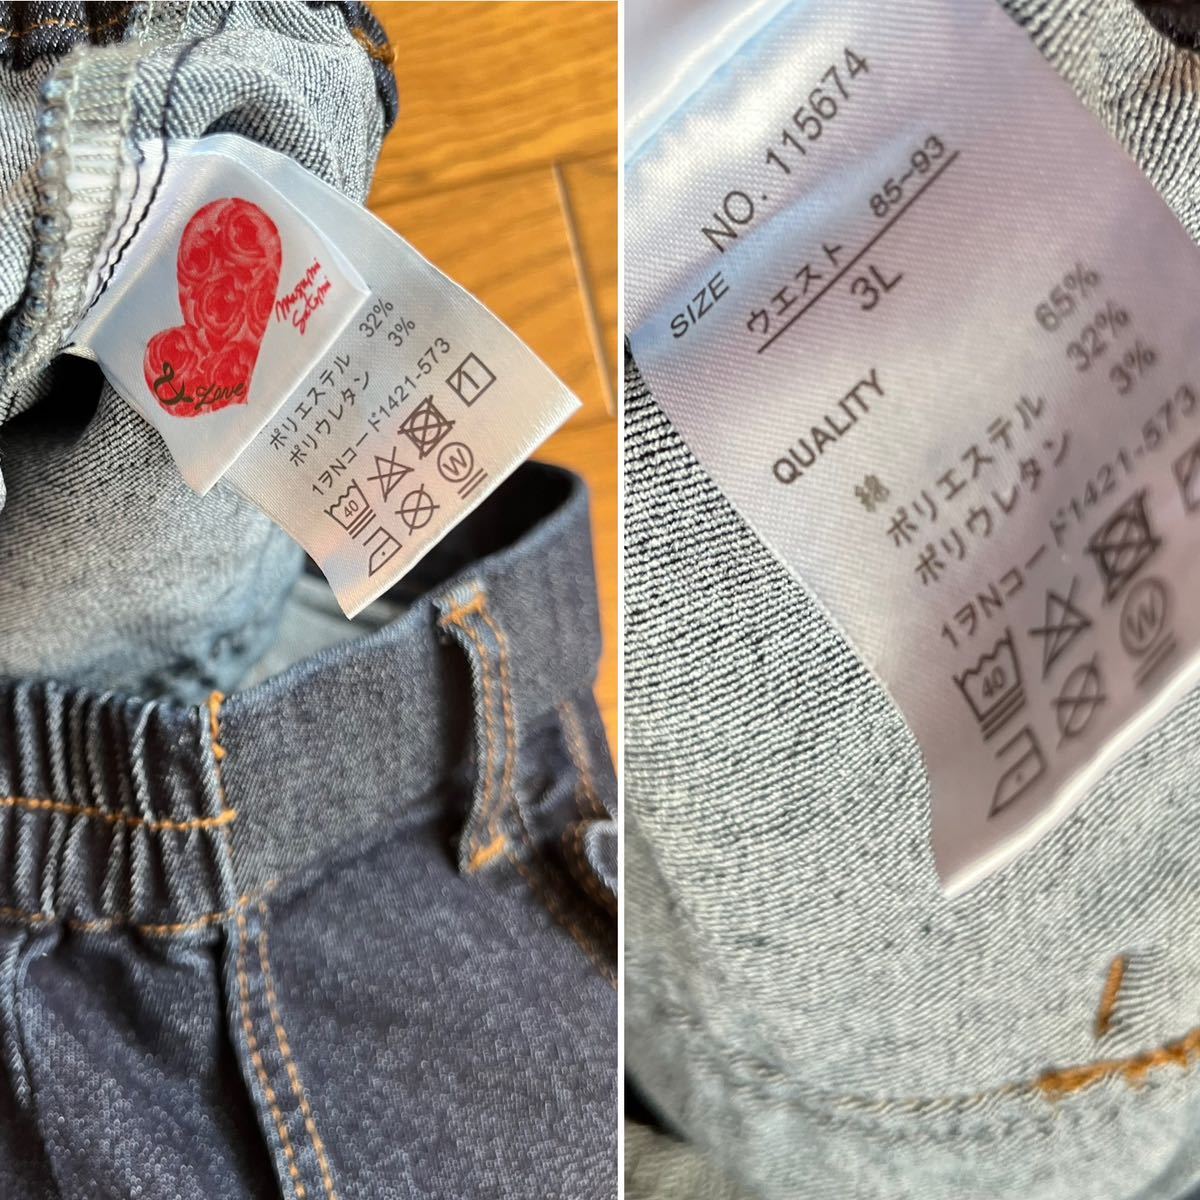 Masumi
Sekimi
& Love
ポリエステル 32%
ポリウレタン 3%
1ヲNコード1421-573
1
40
W
NO. 115674
SIZE
ウエスト 85~93
3L
QUALITY
綿 65%
ポリエステル 32%
ポリウレタン 3%
1ヲNコード1421-573
40
W